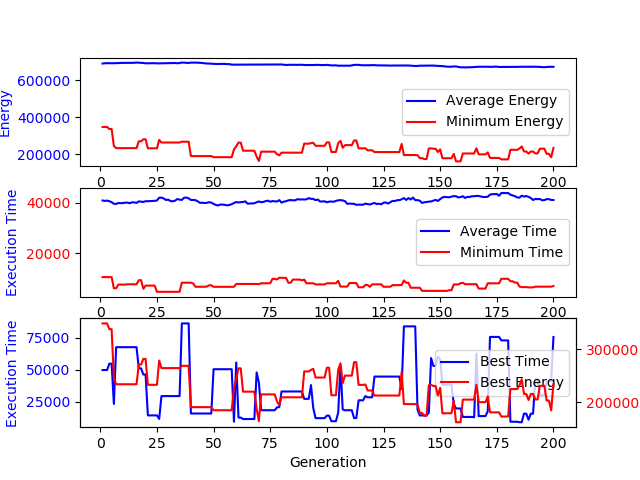 600000
400000
200000
Energy
Average Energy
Minimum Energy
0 25 50 75 100 125 150 175 200
40000
20000
Execution Time
Average Time
Minimum Time
0 25 50 75 100 125 150 175 200
75000
50000
25000
Execution Time
Best Time
Best Energy
300000
200000
0 25 50 75 100 125 150 175 200
Generation